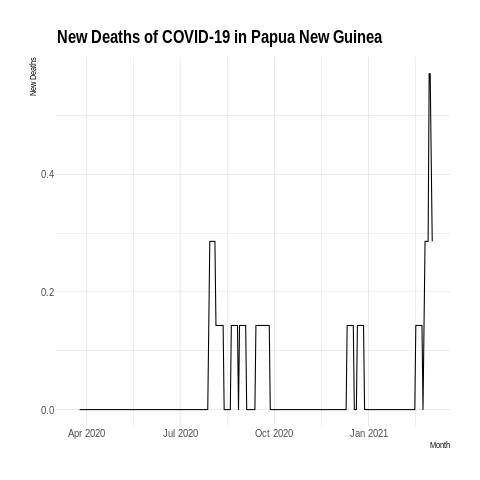 New Deaths of COVID-19 in Papua New Guinea
New Deaths
0.4
0.2
0.0
Apr 2020 Jul 2020 Oct 2020 Jan 2021
Month